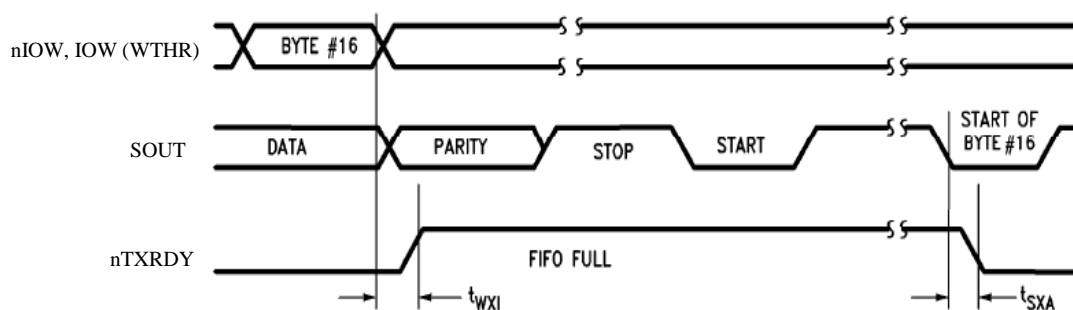 nIOW, IOW (WTHR)
BYTE #16
SOUT
DATA
PARITY
STOP
START
START OF
BYTE #16
nTXRDY
FIFO FULL
tWXI
tSXA